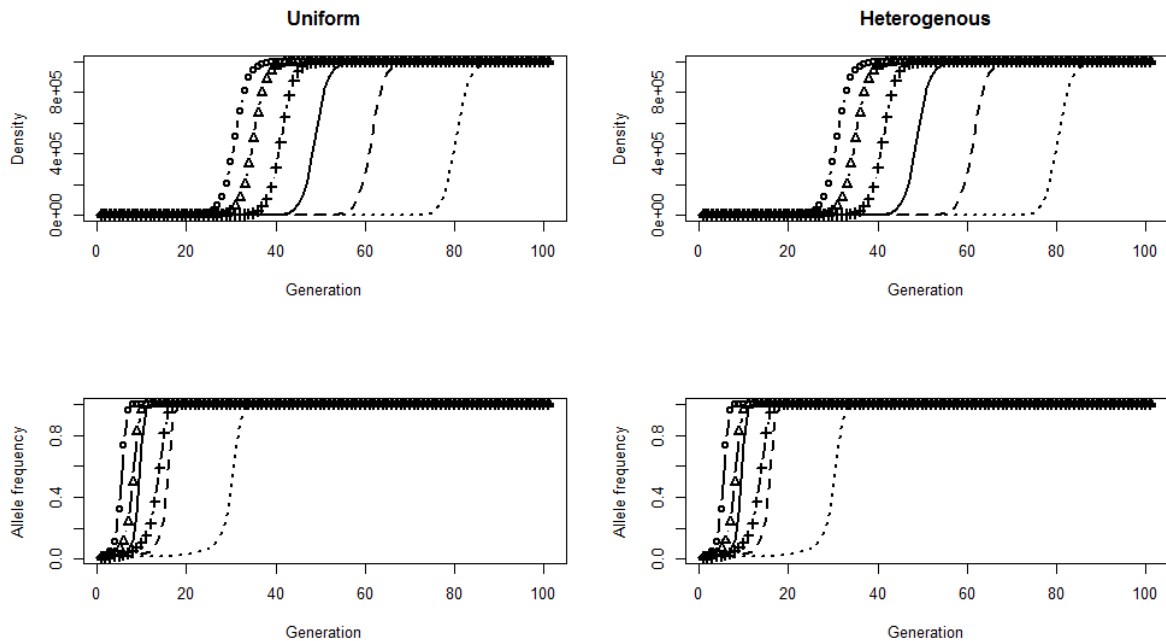 Uniform
Heterogenous
Density
0e+00 4e+05 8e+05
0 20 40 60 80 100
Generation
Density
0e+00 4e+05 8e+05
0 20 40 60 80 100
Generation
Allele frequency
0.0 0.4 0.8
0 20 40 60 80 100
Generation
Allele frequency
0.0 0.4 0.8
0 20 40 60 80 100
Generation